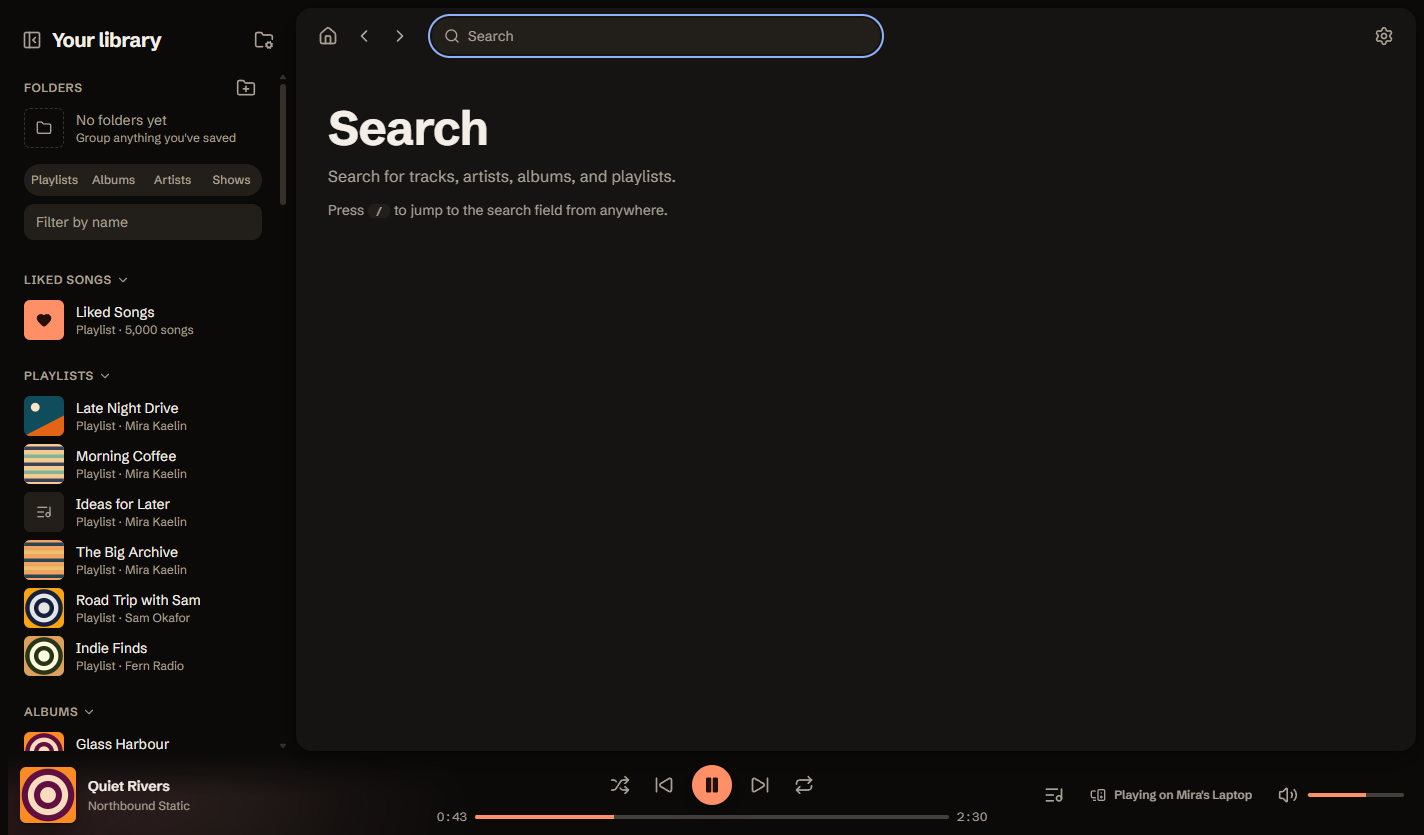 Your library
FOLDERS
No folders yet
Group anything you've saved
Playlists Albums Artists Shows
Filter by name
LIKED SONGS
Liked Songs
Playlist · 5,000 songs
PLAYLISTS
Late Night Drive
Playlist · Mira Kaelin
Morning Coffee
Playlist · Mira Kaelin
Ideas for Later
Playlist · Mira Kaelin
The Big Archive
Playlist · Mira Kaelin
Road Trip with Sam
Playlist · Sam Okafor
Indie Finds
Playlist · Fern Radio
ALBUMS
Glass Harbour
Search
Search
Search for tracks, artists, albums, and playlists.
Press / to jump to the search field from anywhere.
Quiet Rivers
Northbound Static
0:43
2:30
Playing on Mira's Laptop